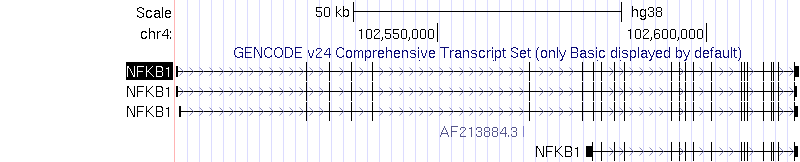 Scale 50 kb hg38
chr4: 102,550,000 102,600,000
GENCODE v24 Comprehensive Transcript Set (only Basic displayed by default)
NFKB1
NFKB1
NFKB1
AF213884.3
NFKB1